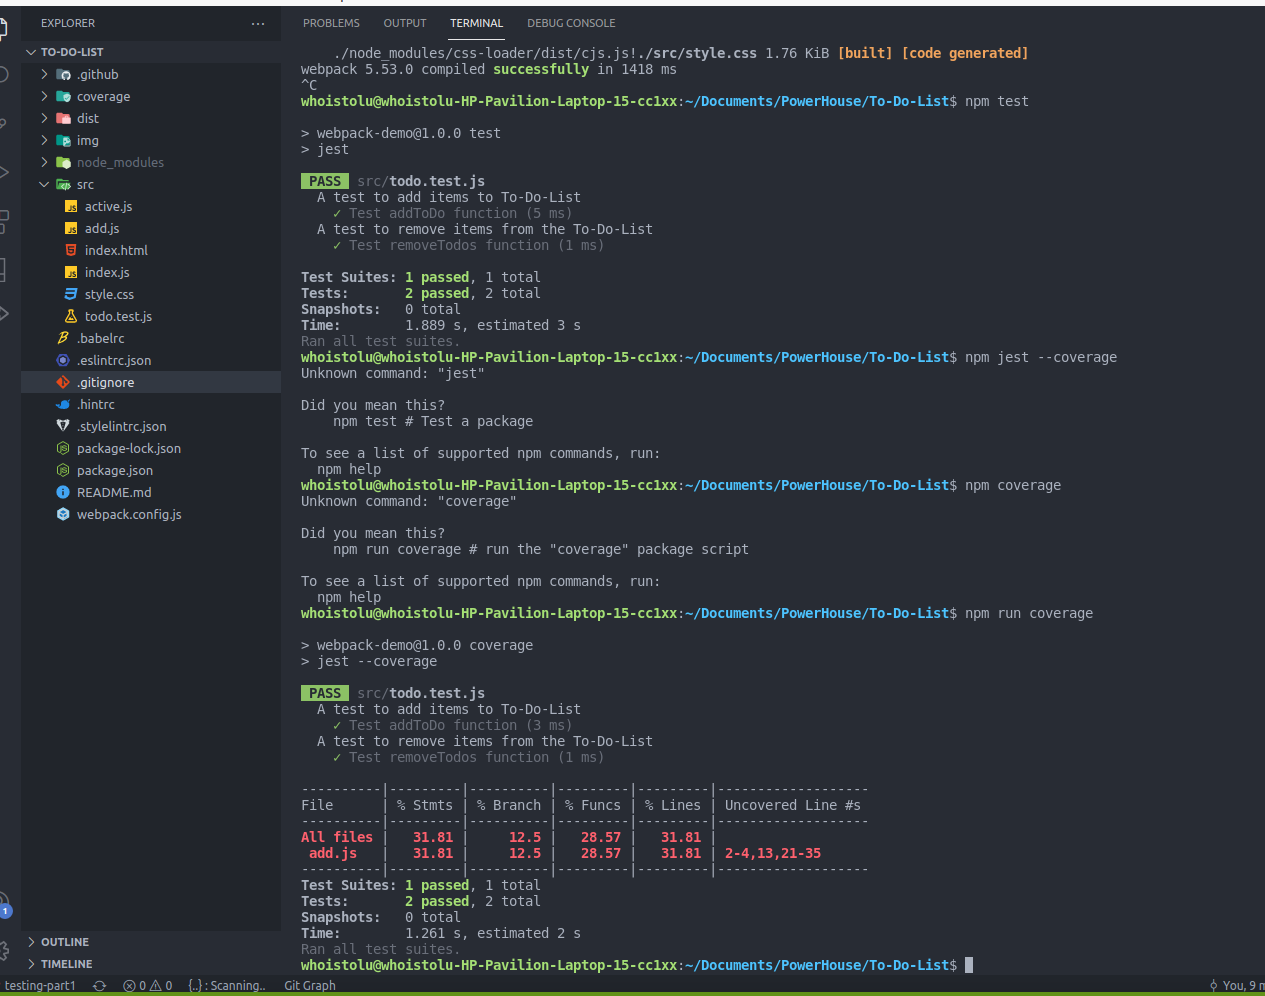 EXPLORER
···
TO-DO-LIST
.github
coverage
dist
img
node_modules
src
active.js
add.js
index.html
index.js
style.css
todo.test.js
.babelrc
.eslintrc.json
.gitignore
.hintrc
.stylelintrc.json
package-lock.json
package.json
README.md
webpack.config.js
OUTLINE
TIMELINE
PROBLEMS OUTPUT TERMINAL DEBUG CONSOLE
./node_modules/css-loader/dist/cjs.js!./src/style.css 1.76 KiB [built] [code generated]
webpack 5.53.0 compiled successfully in 1418 ms
^C
whoistolu@whoistolu-HP-Pavilion-Laptop-15-cc1xx:~/Documents/PowerHouse/To-Do-List$ npm test
> webpack-demo@1.0.0 test
> jest
PASS src/todo.test.js
A test to add items to To-Do-List
✓ Test addToDo function (5 ms)
A test to remove items from the To-Do-List
✓ Test removeTodos function (1 ms)
Test Suites: 1 passed, 1 total
Tests: 2 passed, 2 total
Snapshots: 0 total
Time: 1.889 s, estimated 3 s
Ran all test suites.
whoistolu@whoistolu-HP-Pavilion-Laptop-15-cc1xx:~/Documents/PowerHouse/To-Do-List$ npm jest --coverage
Unknown command: "jest"
Did you mean this?
npm test # Test a package
To see a list of supported npm commands, run:
npm help
whoistolu@whoistolu-HP-Pavilion-Laptop-15-cc1xx:~/Documents/PowerHouse/To-Do-List$ npm coverage
Unknown command: "coverage"
Did you mean this?
npm run coverage # run the "coverage" package script
To see a list of supported npm commands, run:
npm help
whoistolu@whoistolu-HP-Pavilion-Laptop-15-cc1xx:~/Documents/PowerHouse/To-Do-List$ npm run coverage
> webpack-demo@1.0.0 coverage
> jest --coverage
PASS src/todo.test.js
A test to add items to To-Do-List
✓ Test addToDo function (3 ms)
A test to remove items from the To-Do-List
✓ Test removeTodos function (1 ms)
----------|---------|----------|---------|---------|-------------------
File | % Stmts | % Branch | % Funcs | % Lines | Uncovered Line #s
----------|---------|----------|---------|---------|-------------------
All files | 31.81 | 12.5 | 28.57 | 31.81 |
add.js | 31.81 | 12.5 | 28.57 | 31.81 | 2-4,13,21-35
----------|---------|----------|---------|---------|-------------------
Test Suites: 1 passed, 1 total
Tests: 2 passed, 2 total
Snapshots: 0 total
Time: 1.261 s, estimated 2 s
Ran all test suites.
whoistolu@whoistolu-HP-Pavilion-Laptop-15-cc1xx:~/Documents/PowerHouse/To-Do-List$
1
testing-part1 0 0 {..} : Scanning.. Git Graph You, 9 m